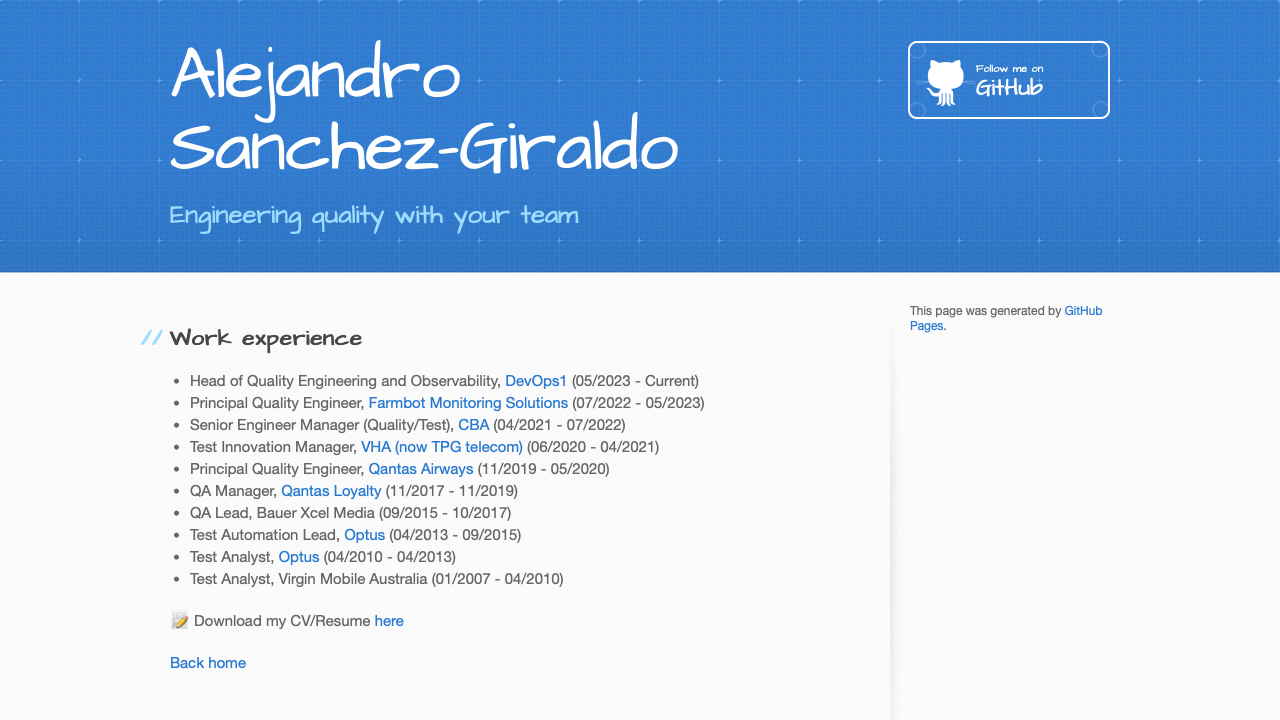 Alejandro
Sanchez-Giraldo
Engineering quality with your team
Follow me on
GitHub
// Work experience
• Head of Quality Engineering and Observability, DevOps1 (05/2023 - Current)
• Principal Quality Engineer, Farmbot Monitoring Solutions (07/2022 - 05/2023)
• Senior Engineer Manager (Quality/Test), CBA (04/2021 - 07/2022)
• Test Innovation Manager, VHA (now TPG telecom) (06/2020 - 04/2021)
• Principal Quality Engineer, Qantas Airways (11/2019 - 05/2020)
• QA Manager, Qantas Loyalty (11/2017 - 11/2019)
• QA Lead, Bauer Xcel Media (09/2015 - 10/2017)
• Test Automation Lead, Optus (04/2013 - 09/2015)
• Test Analyst, Optus (04/2010 - 04/2013)
• Test Analyst, Virgin Mobile Australia (01/2007 - 04/2010)
📝 Download my CV/Resume here
Back home
This page was generated by GitHub
Pages.